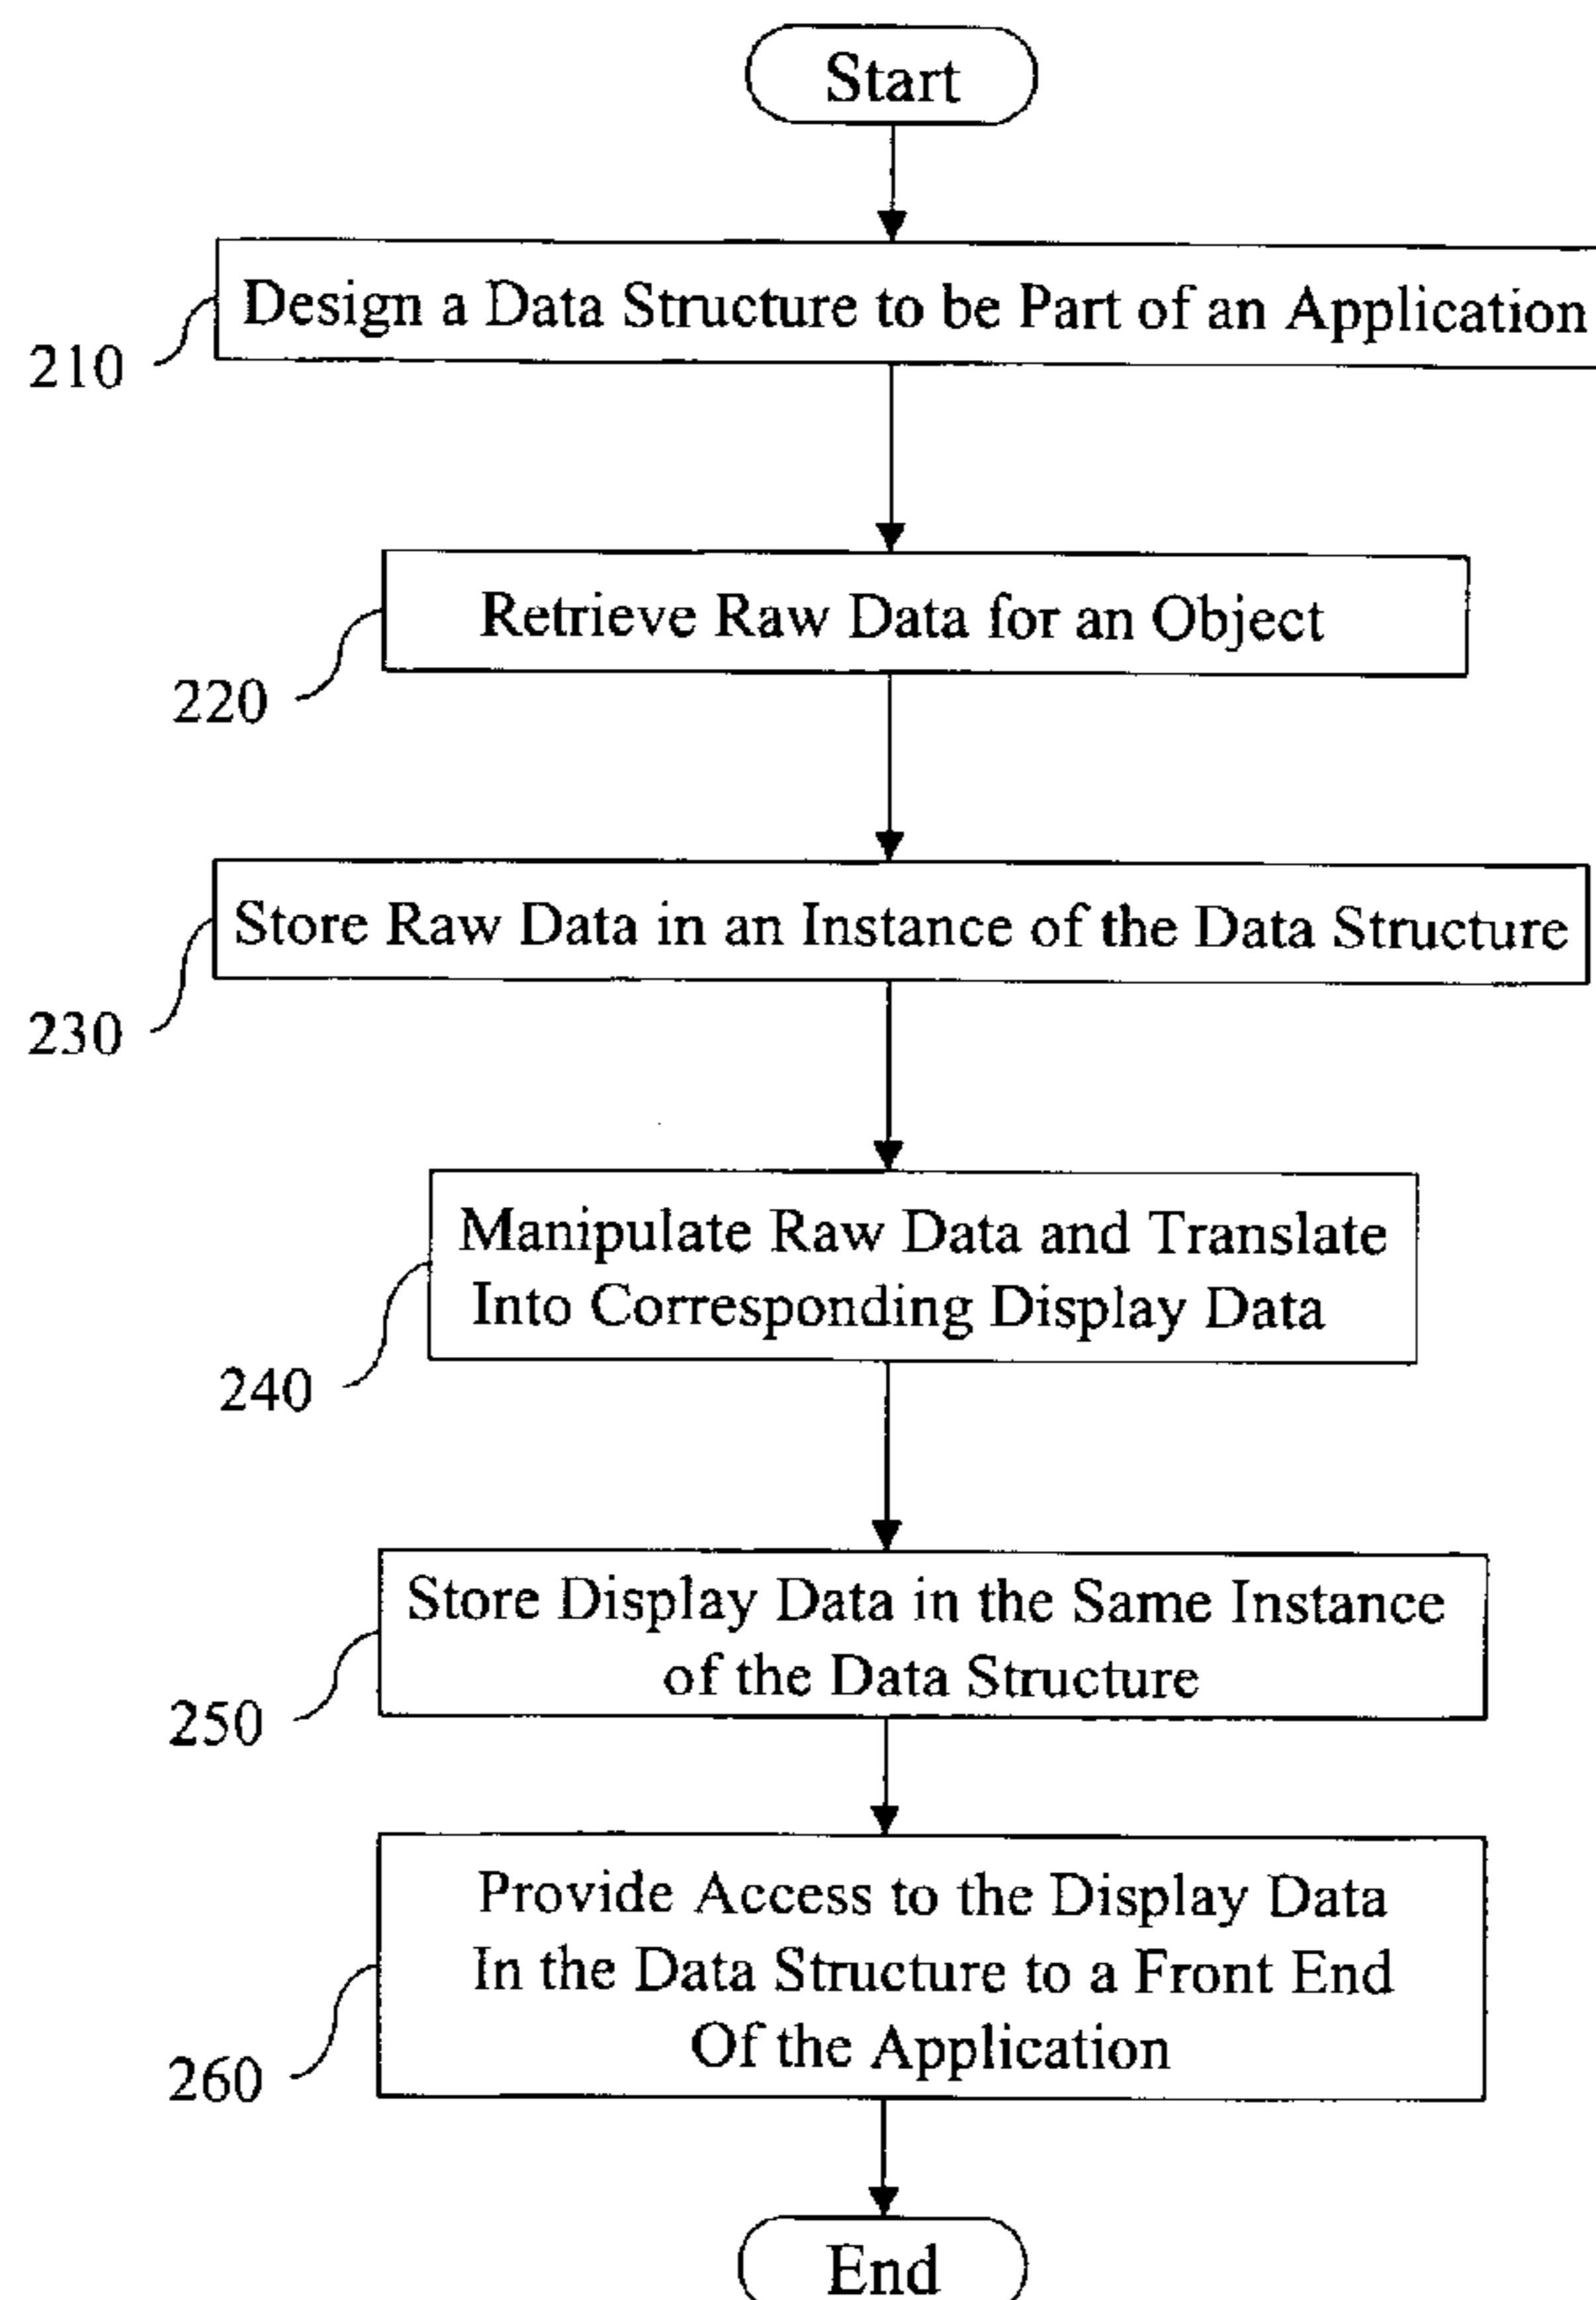 Start
Design a Data Structure to be Part of an Application
210
Retrieve Raw Data for an Object
220
Store Raw Data in an Instance of the Data Structure
230
Manipulate Raw Data and Translate
Into Corresponding Display Data
240
Store Display Data in the Same Instance
of the Data Structure
250
Provide Access to the Display Data
In the Data Structure to a Front End
Of the Application
260
End